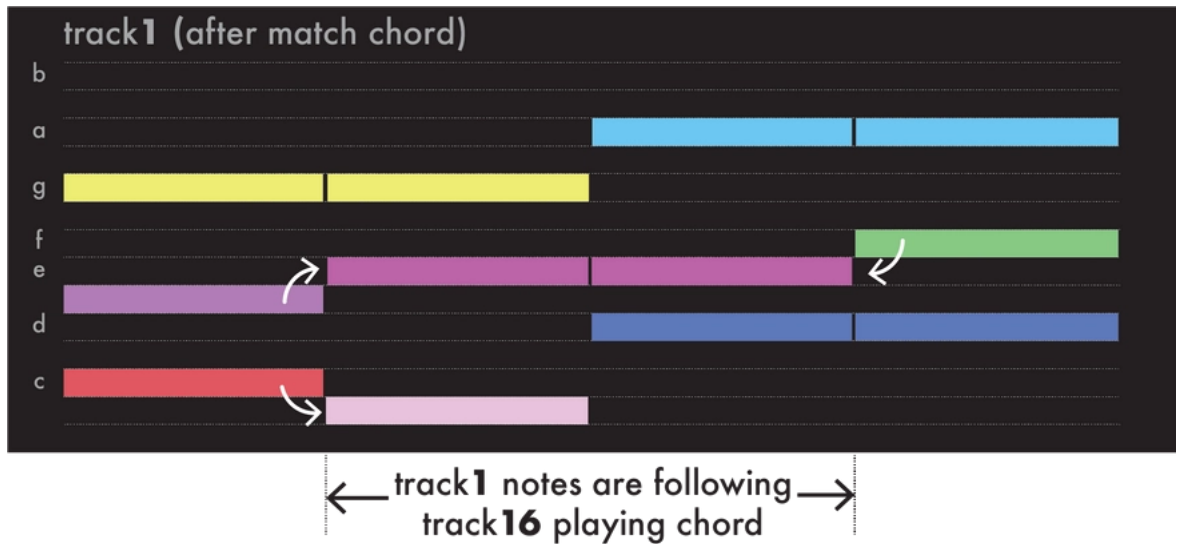 track1 (after match chord)
b
a
g
f
e
d
c
track1 notes are following
track16 playing chord